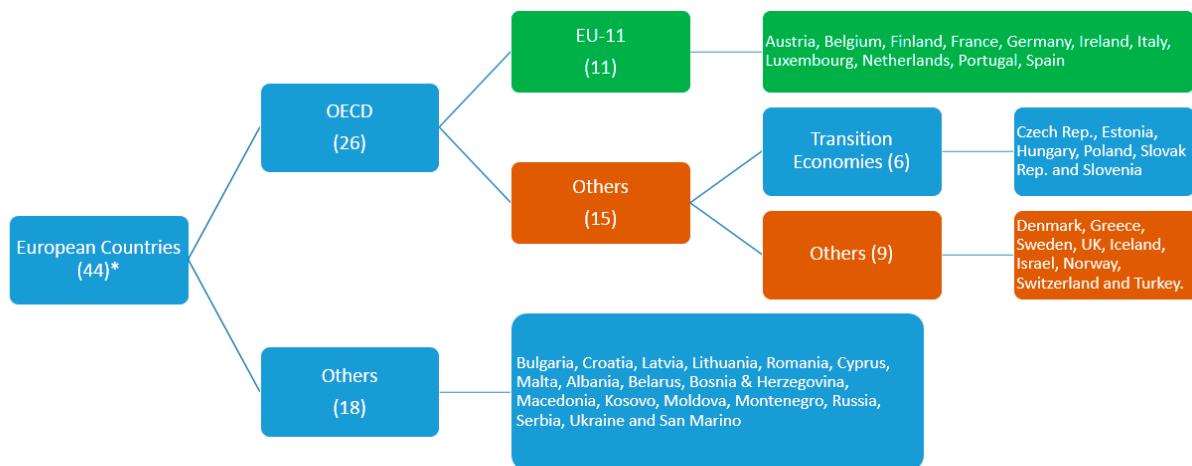 EU-11
(11)
Austria, Belgium, Finland, France, Germany, Ireland, Italy,
Luxembourg, Netherlands, Portugal, Spain
OECD
(26)
Transition
Economies (6)
Czech Rep., Estonia,
Hungary, Poland, Slovak
Rep. and Slovenia
Others
(15)
European Countries
(44)*
Others (9)
Denmark, Greece,
Sweden, UK, Iceland,
Israel, Norway,
Switzerland and Turkey.
Others
(18)
Bulgaria, Croatia, Latvia, Lithuania, Romania, Cyprus,
Malta, Albania, Belarus, Bosnia & Herzegovina,
Macedonia, Kosovo, Moldova, Montenegro, Russia,
Serbia, Ukraine and San Marino